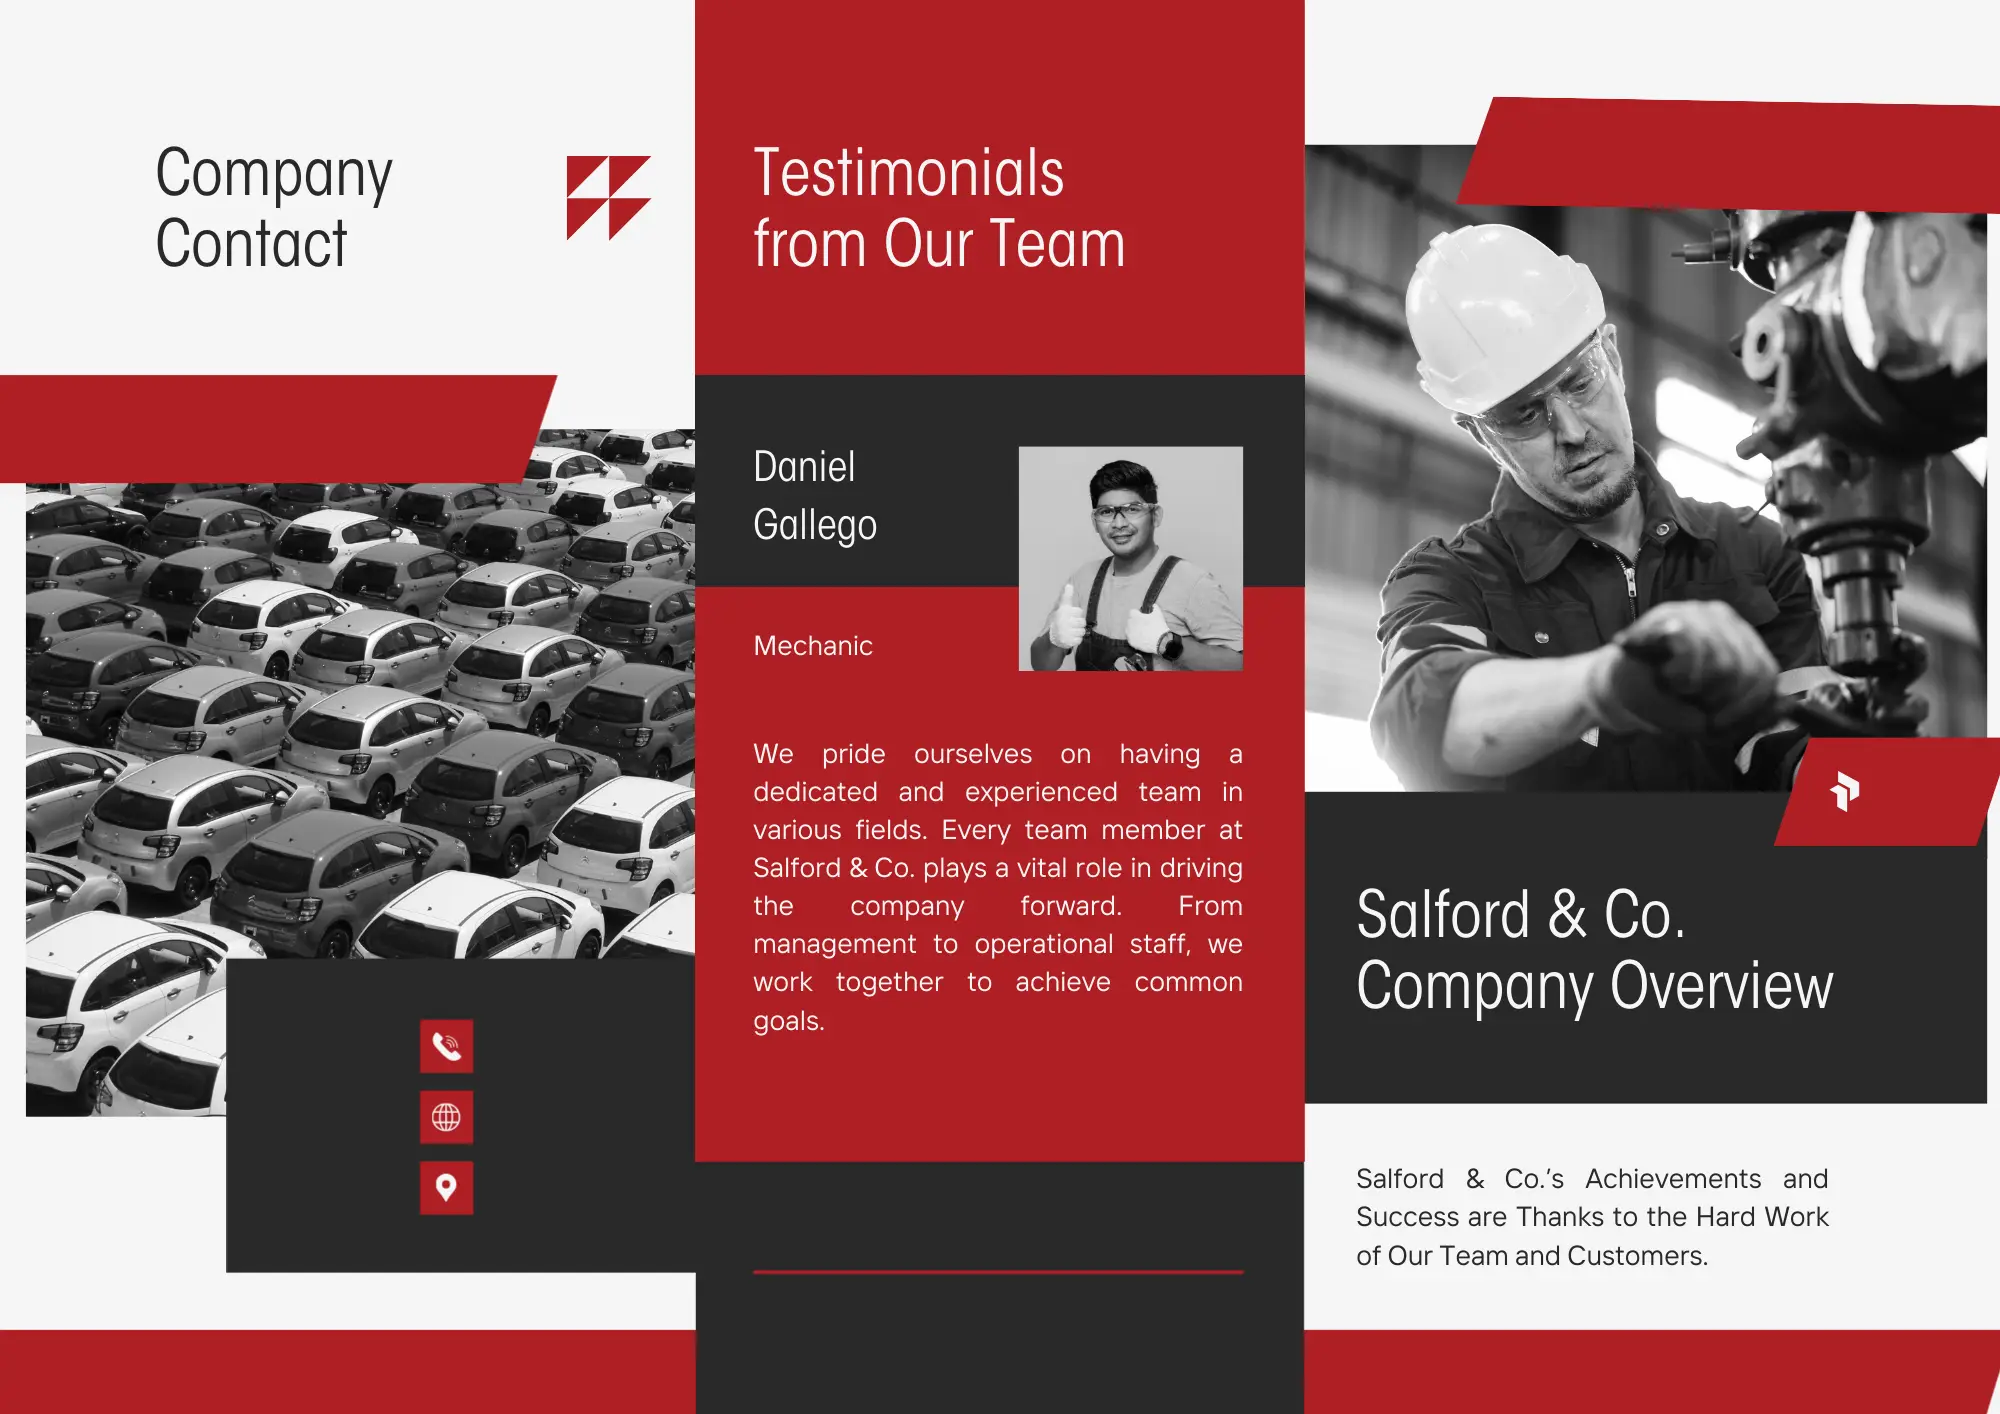 Company
Contact
Testimonials
from Our Team
Daniel
Gallego
Mechanic
We pride ourselves on having a
dedicated and experienced team in
various fields. Every team member at
Salford & Co. plays a vital role in driving
the company forward. From
management to operational staff, we
work together to achieve common
goals.
Salford & Co.
Company Overview
Salford & Co.’s Achievements and
Success are Thanks to the Hard Work
of Our Team and Customers.